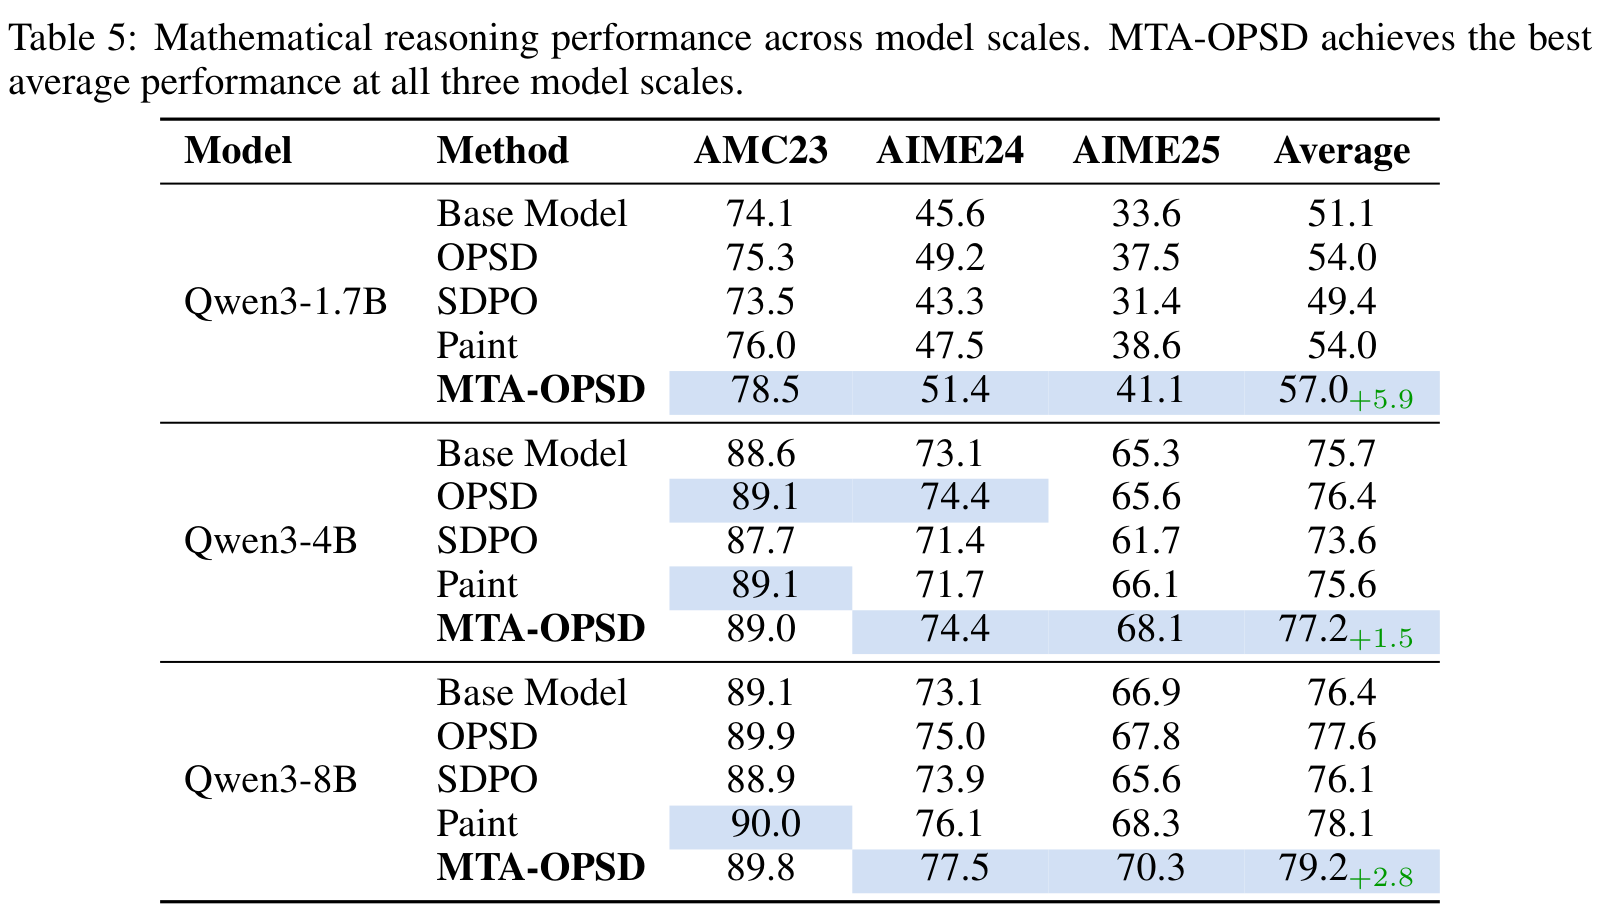 Table 5: Mathematical reasoning performance across model scales. MTA-OPSD achieves the best
average performance at all three model scales.
Model Method AMC23 AIME24 AIME25 Average
Base Model 74.1 45.6 33.6 51.1
OPSD 75.3 49.2 37.5 54.0
Qwen3-1.7B SDPO 73.5 43.3 31.4 49.4
Paint 76.0 47.5 38.6 54.0
MTA-OPSD 78.5 51.4 41.1 57.0+5.9
Base Model 88.6 73.1 65.3 75.7
OPSD 89.1 74.4 65.6 76.4
Qwen3-4B SDPO 87.7 71.4 61.7 73.6
Paint 89.1 71.7 66.1 75.6
MTA-OPSD 89.0 74.4 68.1 77.2+1.5
Base Model 89.1 73.1 66.9 76.4
OPSD 89.9 75.0 67.8 77.6
Qwen3-8B SDPO 88.9 73.9 65.6 76.1
Paint 90.0 76.1 68.3 78.1
MTA-OPSD 89.8 77.5 70.3 79.2+2.8